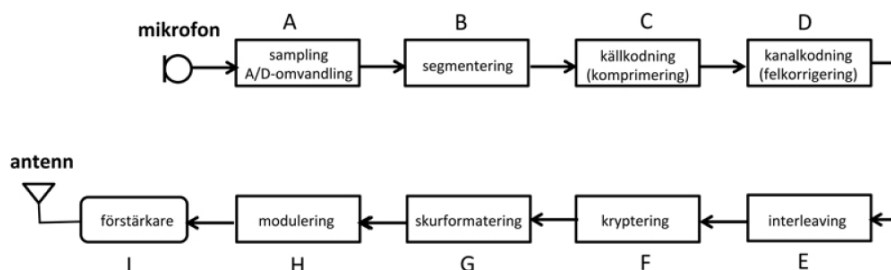 A
B
C
D
mikrofon
sampling
A/D-omvandling
segmentering
källkodning
(komprimering)
kanalkodning
(felkorrigering)
antenn
förstärkare
modulering
skurformatering
kryptering
interleaving
I
H
G
F
E